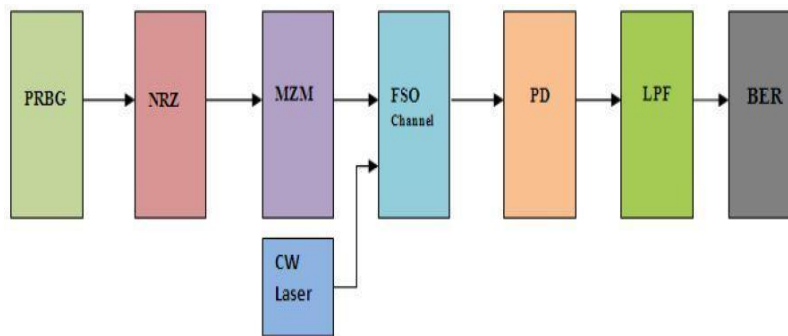 PRBG
NRZ
MZM
FSO
Channel
PD
LPF
BER
CW
Laser